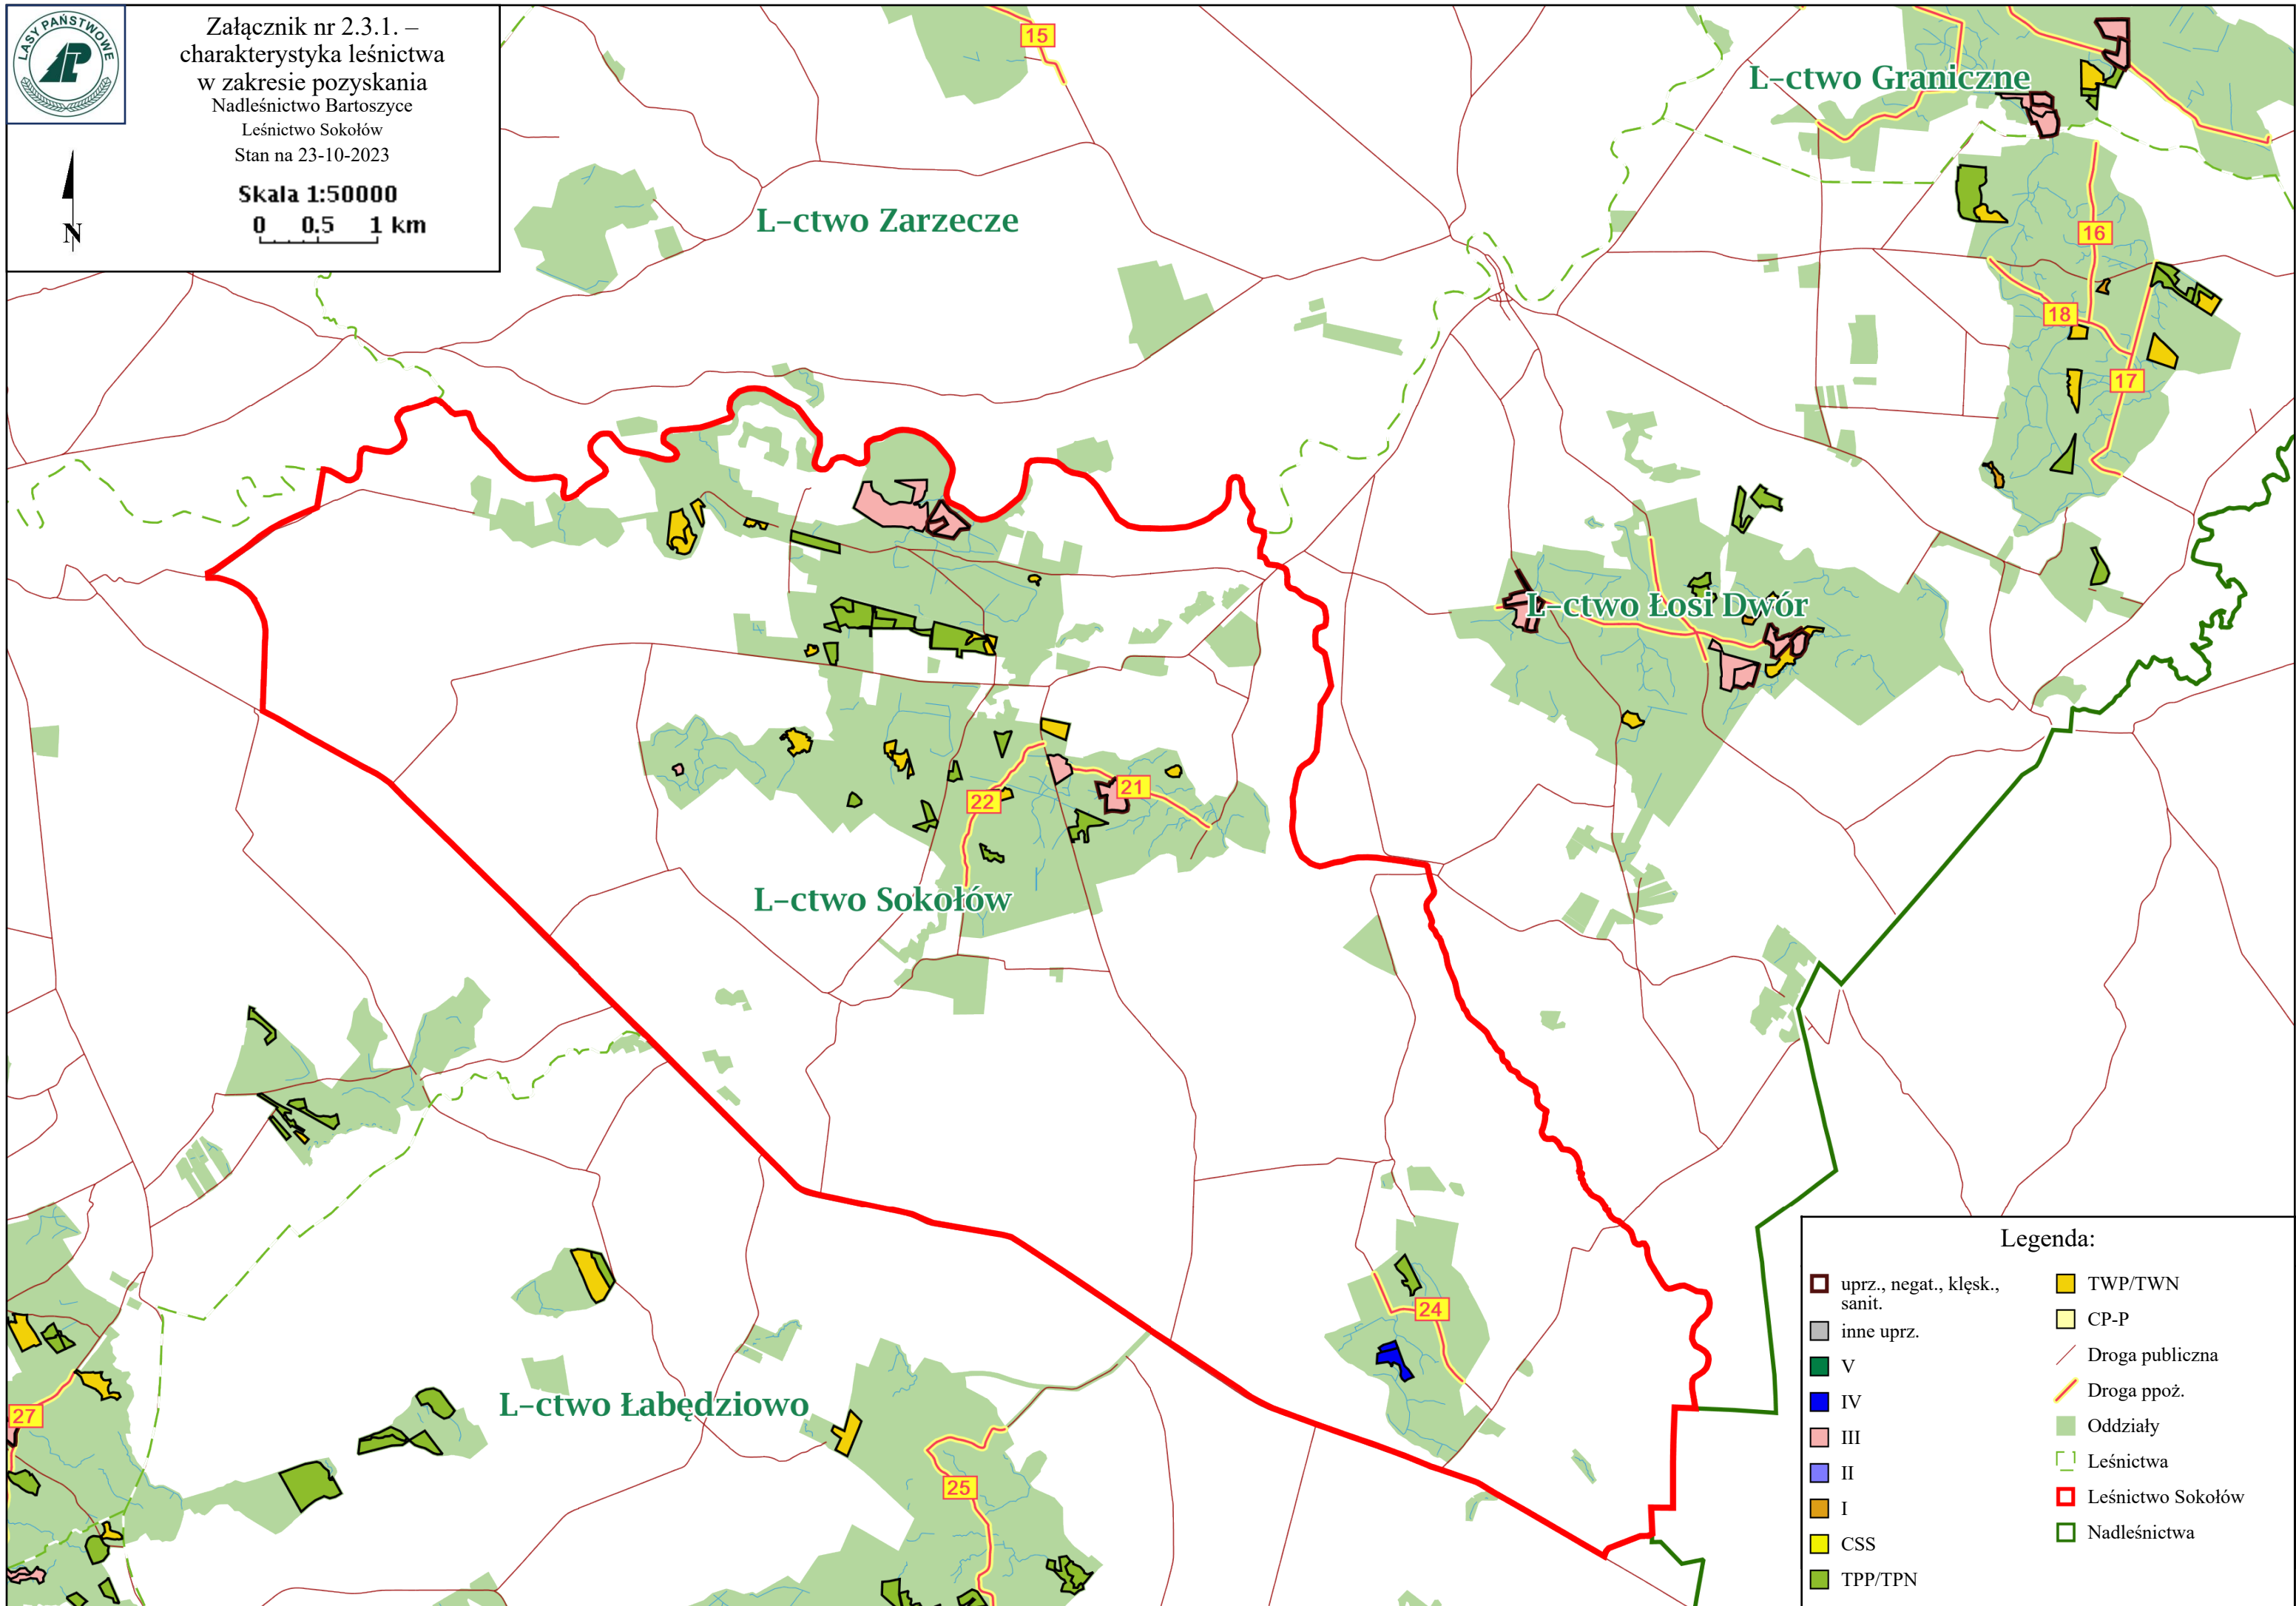 LASY PAŃSTWOWE
Załącznik nr 2.3.1. –
charakterystyka leśnictwa
w zakresie pozyskania
Nadleśnictwo Bartoszyce
Leśnictwo Sokołów
Stan na 23-10-2023
Skala 1:50000
0 0.5 1 km
N
15
L-ctwo Graniczne
L-ctwo Zarzecze
16
18
17
L-ctwo Łosi Dwór
21
22
L-ctwo Sokołów
24
L-ctwo Łabędziowo
27
25
Legenda:
uprz., negat., klęsk.,
sanit.
inne uprz.
V
IV
III
II
I
CSS
TPP/TPN
TWP/TWN
CP-P
Droga publiczna
Droga ppoż.
Oddziały
Leśnictwa
Leśnictwo Sokołów
Nadleśnictwa